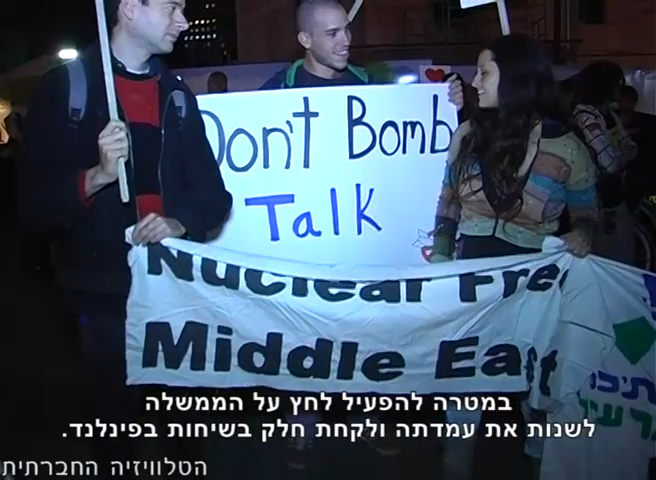 Don't Bomb
Talk
Nuclear Free
Middle East
במטרה להפעיל לחץ על הממשלה
לשנות את עמדתה ולקחת חלק בשיחות בפינלנד.
הטלוויזיה החברתית